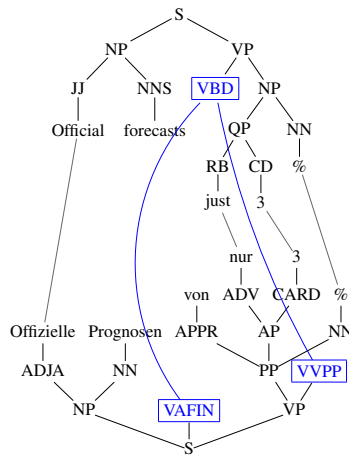 S
NP VP
JJ NNS VBD NP
Official forecasts QP NN
RB CD %
just 3
nur 3
von ADV CARD %
Offizielle Prognosen APPR AP NN
ADJA NN PP VVPP
NP VAFIN VP
S